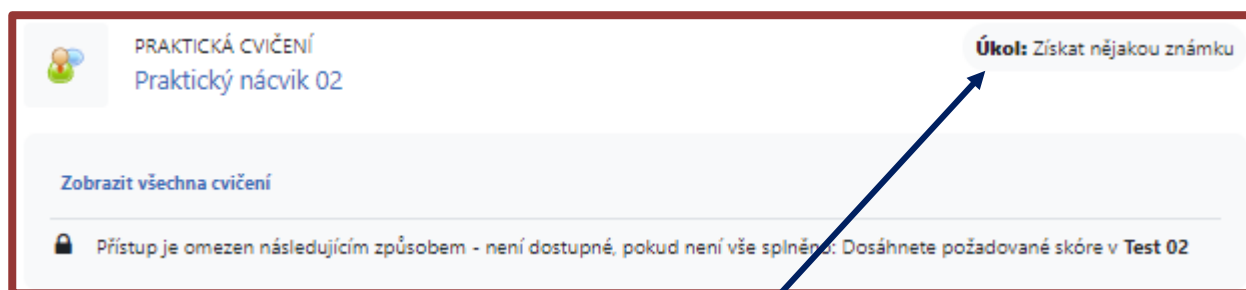 PRAKTICKÁ CVIČENÍ
Praktický nácvik 02
Úkol: Získat nějakou známku
Zobrazit všechna cvičení
Přístup je omezen následujícím způsobem - není dostupné, pokud není vše splněno: Dosáhnete požadované skóre v Test 02